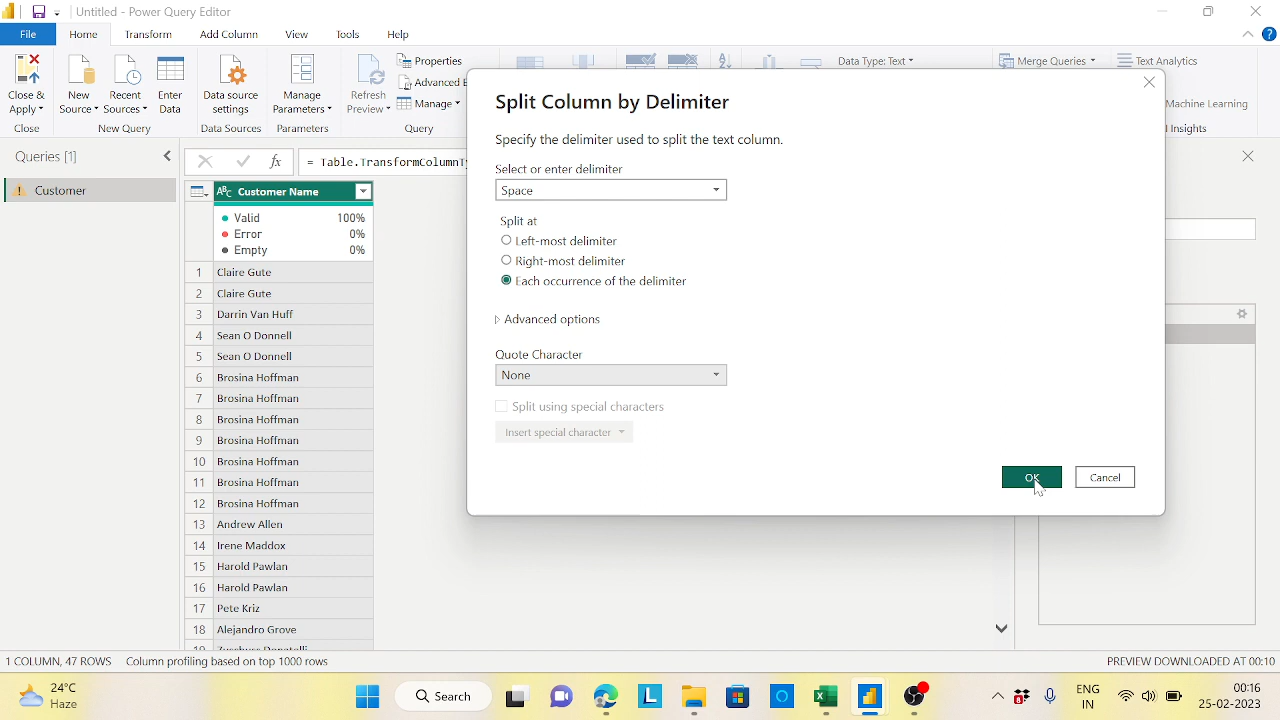 Untitled - Power Query Editor
File Home Transform Add Column View Tools Help
Close & Apply
New Source
Recent Sources
Enter Data
Data source settings
Manage Parameters
Refresh Preview
Properties
Advanced E
Manage
Data Type: Text
Merge Queries
Text Analytics
Machine Learning
Close New Query Data Sources Parameters Query Insights
Queries [1]
Customer
fx = Table.TransformColumnTy
ABC Customer Name
Valid 100%
Error 0%
Empty 0%
1 Claire Gute
2 Claire Gute
3 Darrin Van Huff
4 Sean O Donnell
5 Sean O Donnell
6 Brosina Hoffman
7 Brosina Hoffman
8 Brosina Hoffman
9 Brosina Hoffman
10 Brosina Hoffman
11 Brosina Hoffman
12 Brosina Hoffman
13 Andrew Allen
14 Irene Maddox
15 Harold Pawlan
16 Harold Pawlan
17 Pete Kriz
18 Alejandro Grove
Split Column by Delimiter
Specify the delimiter used to split the text column.
Select or enter delimiter
Space
Split at
Left-most delimiter
Right-most delimiter
Each occurrence of the delimiter
Advanced options
Quote Character
None
Split using special characters
Insert special character
OK Cancel
1 COLUMN, 47 ROWS Column profiling based on top 1000 rows PREVIEW DOWNLOADED AT 00:10
24°C
Haze
Search
ENG
IN
00:16
25-02-2023